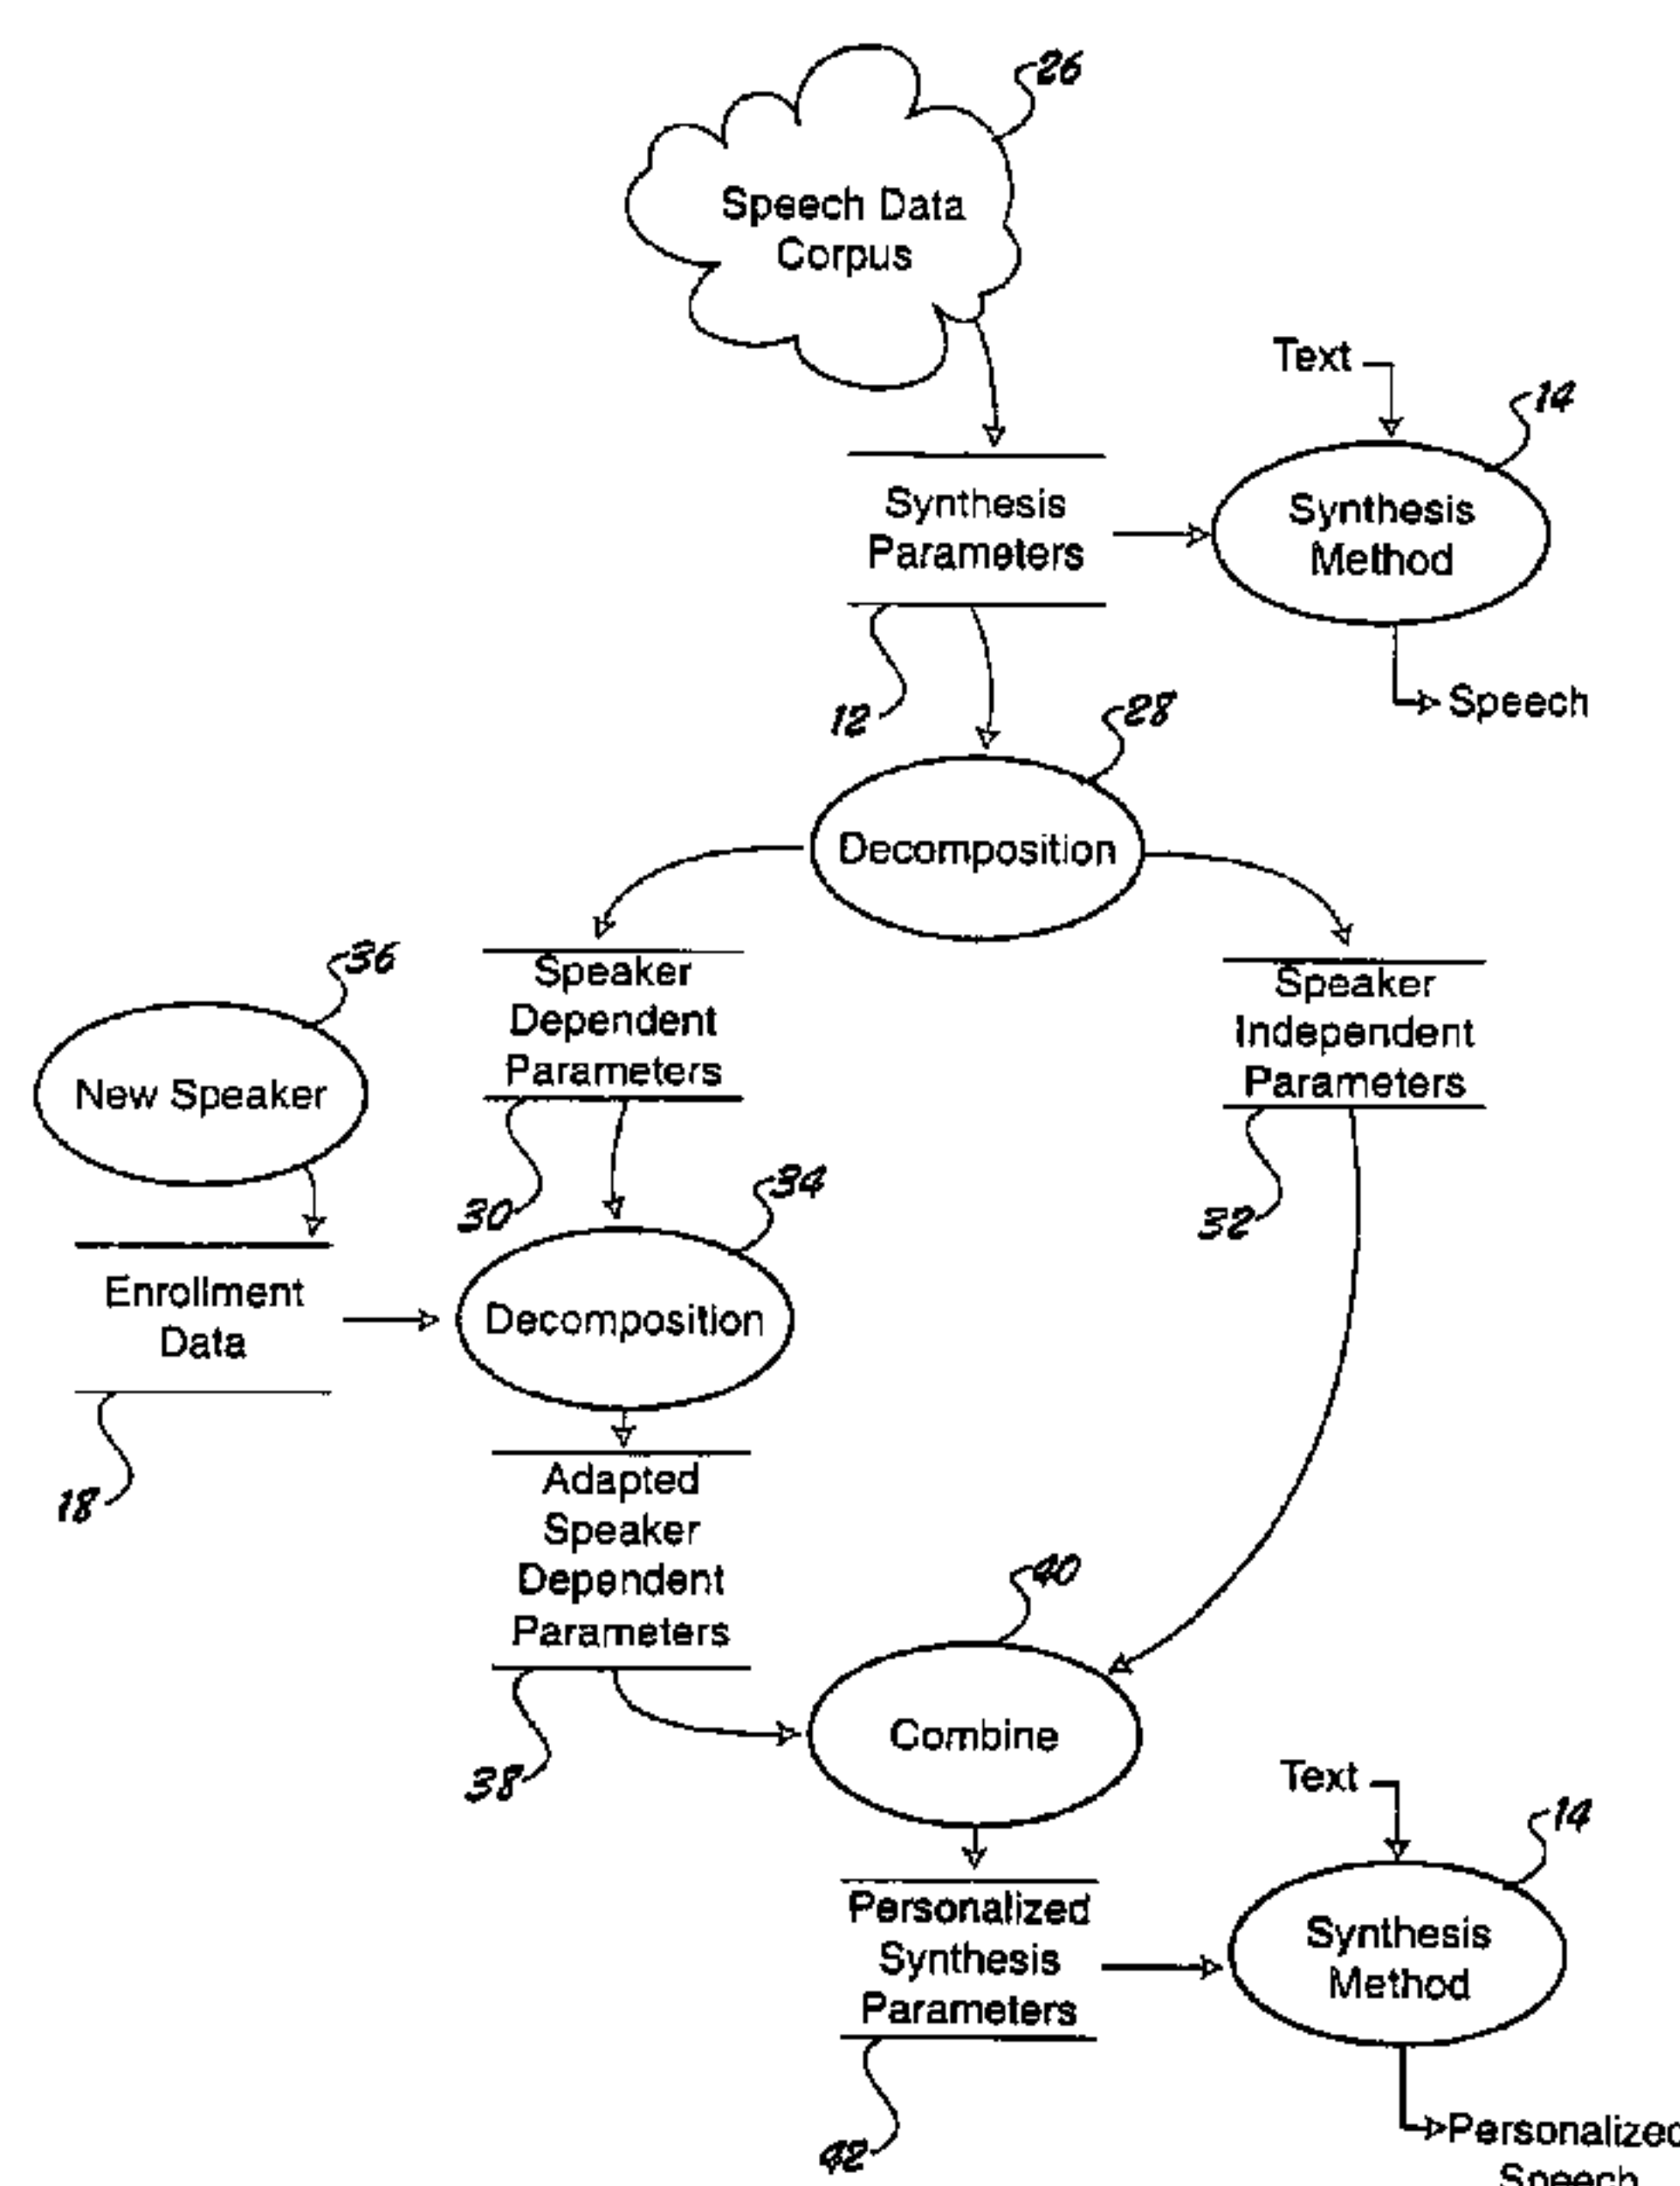 26
Speech Data
Corpus
Text
14
Synthesis
Parameters
Synthesis
Method
12
Speech
28
Decomposition
36
Speaker
Dependent
Parameters
Speaker
Independent
Parameters
New Speaker
30
34
32
Enrollment
Data
Decomposition
18
Adapted
Speaker
Dependent
Parameters
40
38
Combine
Text
14
Personalized
Synthesis
Parameters
Synthesis
Method
42
Personalized
Speech